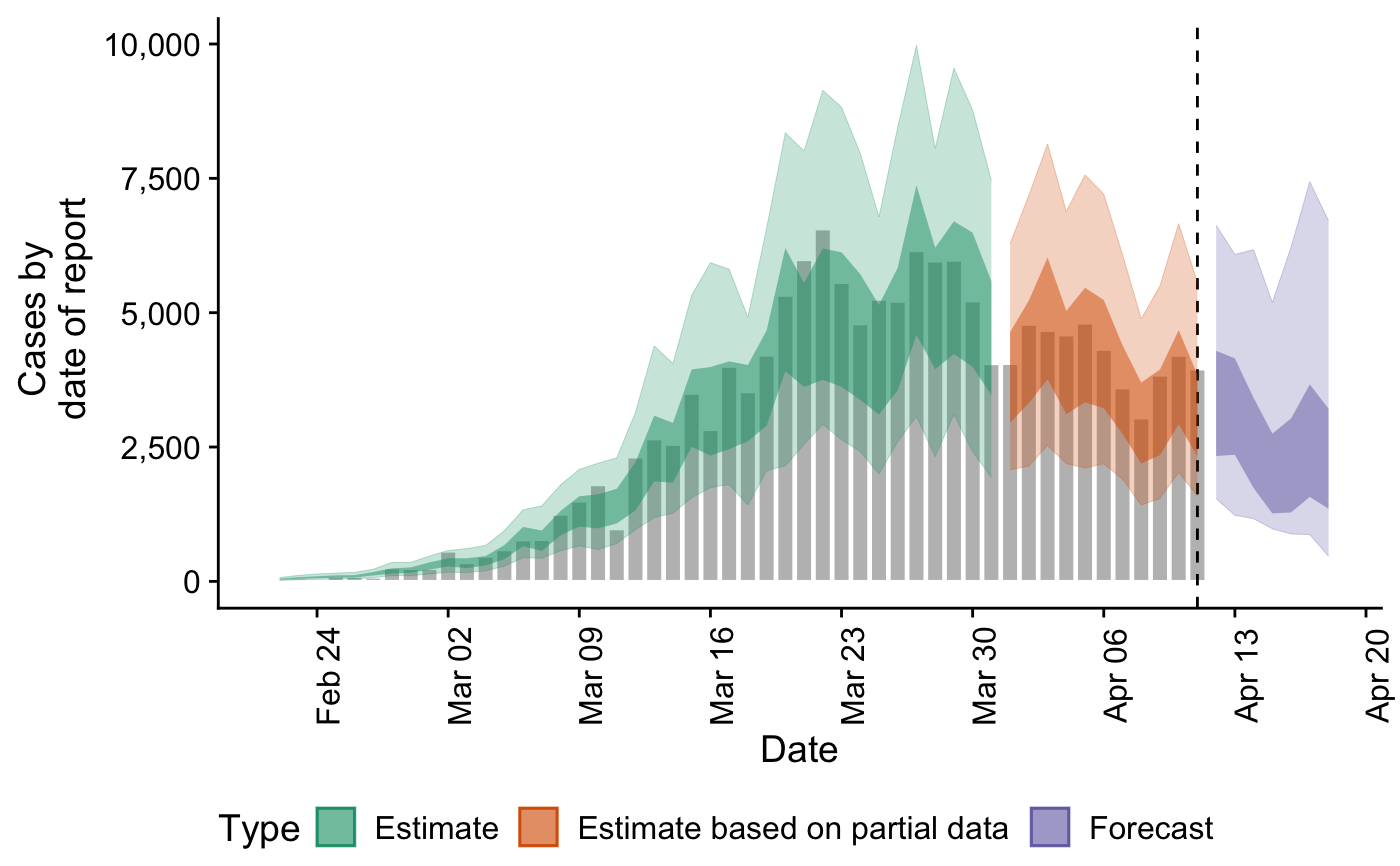 Cases by
date of report
10,000
7,500
5,000
2,500
0
Feb 24
Mar 02
Mar 09
Mar 16
Mar 23
Mar 30
Apr 06
Apr 13
Apr 20
Date
Type Estimate Estimate based on partial data Forecast